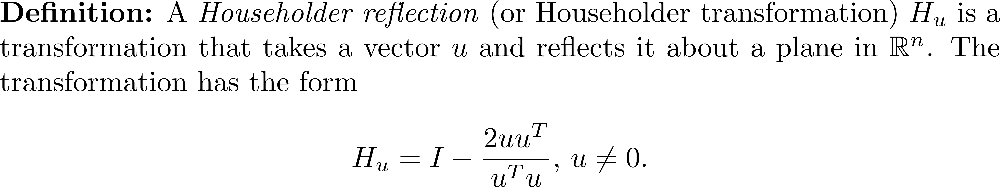 Definition: A Householder reflection (or Householder transformation) $H_u$ is a
transformation that takes a vector $u$ and reflects it about a plane in $\mathbb{R}^n$. The
transformation has the form
$H_u = I - \frac{2uu^T}{u^Tu}, u \neq 0.$